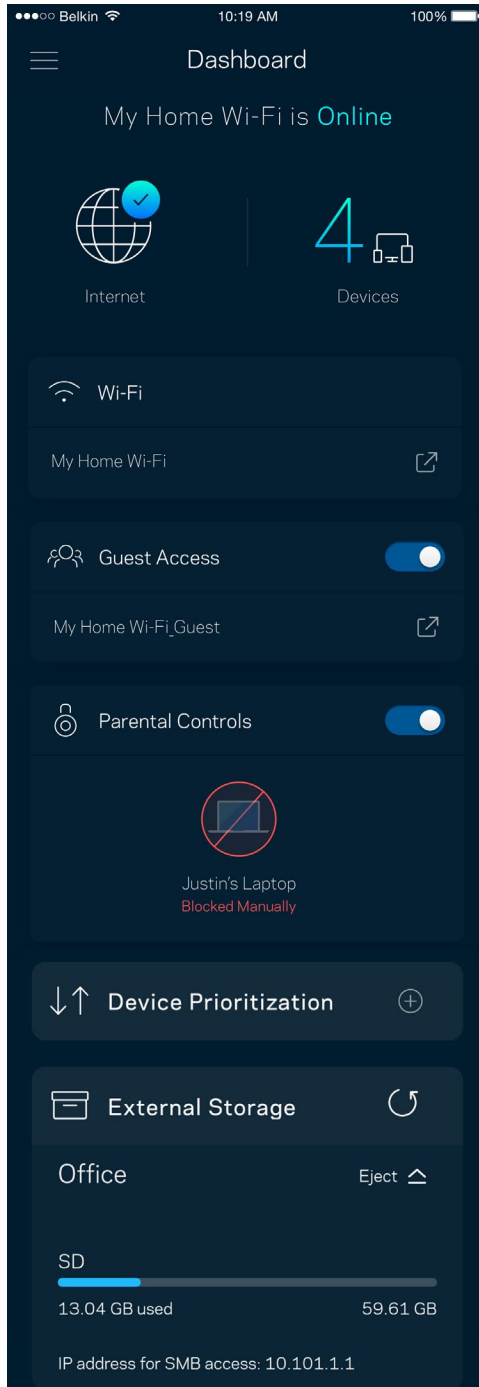 Belkin 10:19 AM 100%
Dashboard
My Home Wi-Fi is Online
4
Internet Devices
Wi-Fi
My Home Wi-Fi
Guest Access
My Home Wi-Fi_Guest
Parental Controls
Justin's Laptop
Blocked Manually
Device Prioritization
External Storage
Office Eject
SD
13.04 GB used 59.61 GB
IP address for SMB access: 10.101.1.1